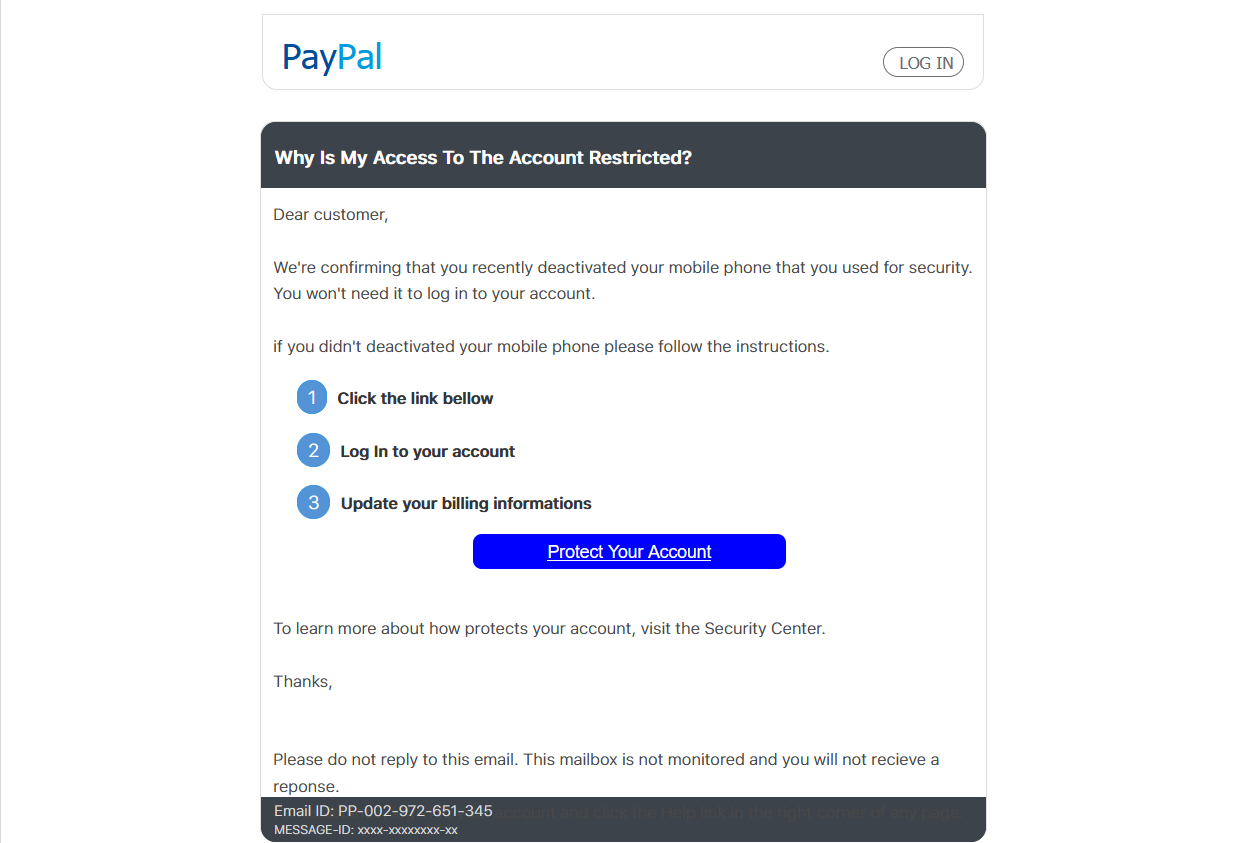 PayPal
LOG IN
Why Is My Access To The Account Restricted?
Dear customer,
We're confirming that you recently deactivated your mobile phone that you used for security.
You won't need it to log in to your account.
if you didn't deactivated your mobile phone please follow the instructions.
1 Click the link bellow
2 Log In to your account
3 Update your billing informations
Protect Your Account
To learn more about how protects your account, visit the Security Center.
Thanks,
Please do not reply to this email. This mailbox is not monitored and you will not recieve a
reponse.
Email ID: PP-002-972-651-345 account and click the Help link in the right corner of any page.
MESSAGE-ID: xxxx-xxxxxxxx-xx